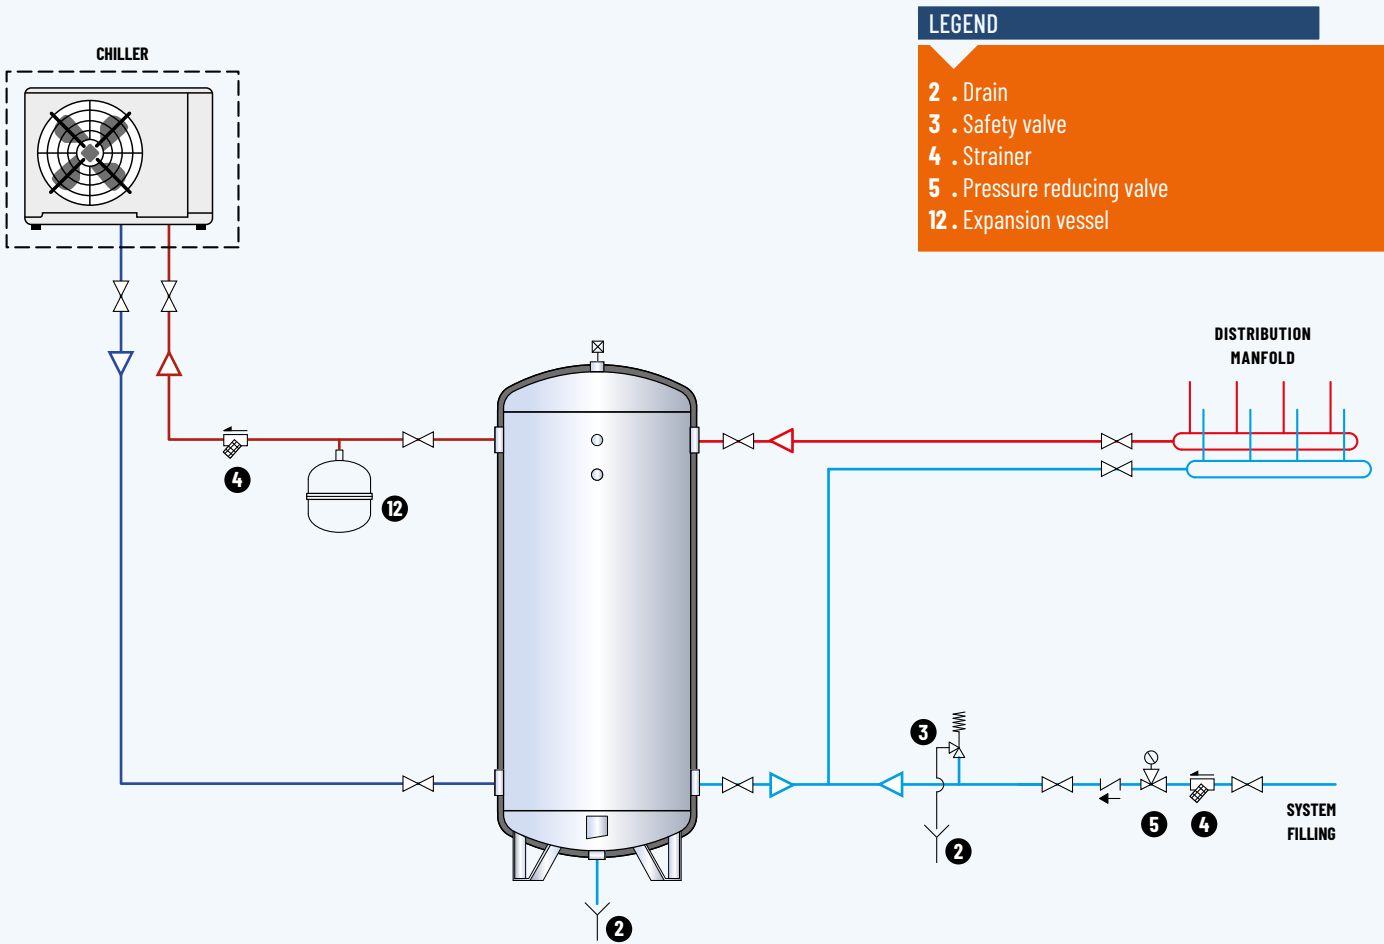 LEGEND
2 . Drain
3 . Safety valve
4 . Strainer
5 . Pressure reducing valve
12 . Expansion vessel
CHILLER
DISTRIBUTION
MANFOLD
4
12
3
5
4
SYSTEM
FILLING
2
2